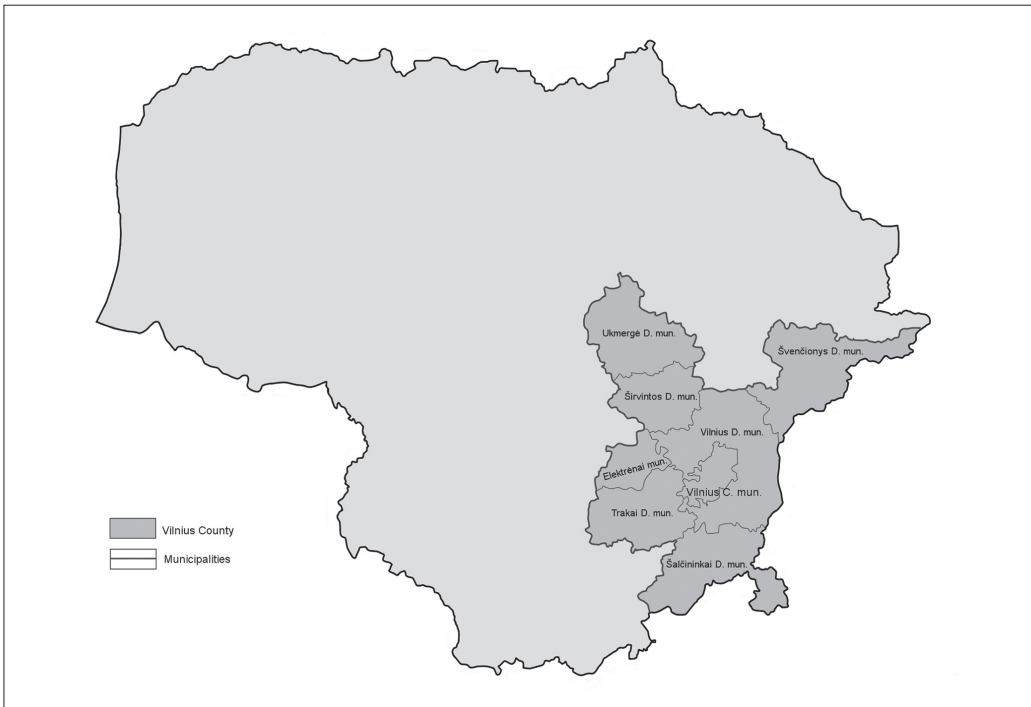 Ukmergė D. mun.
Švenčionys D. mun.
Širvintos D. mun.
Vilnius D. mun.
Elektrėnai mun.
Vilnius C. mun.
Trakai D. mun.
Vilnius County
Municipalities
Šalčininkai D. mun.